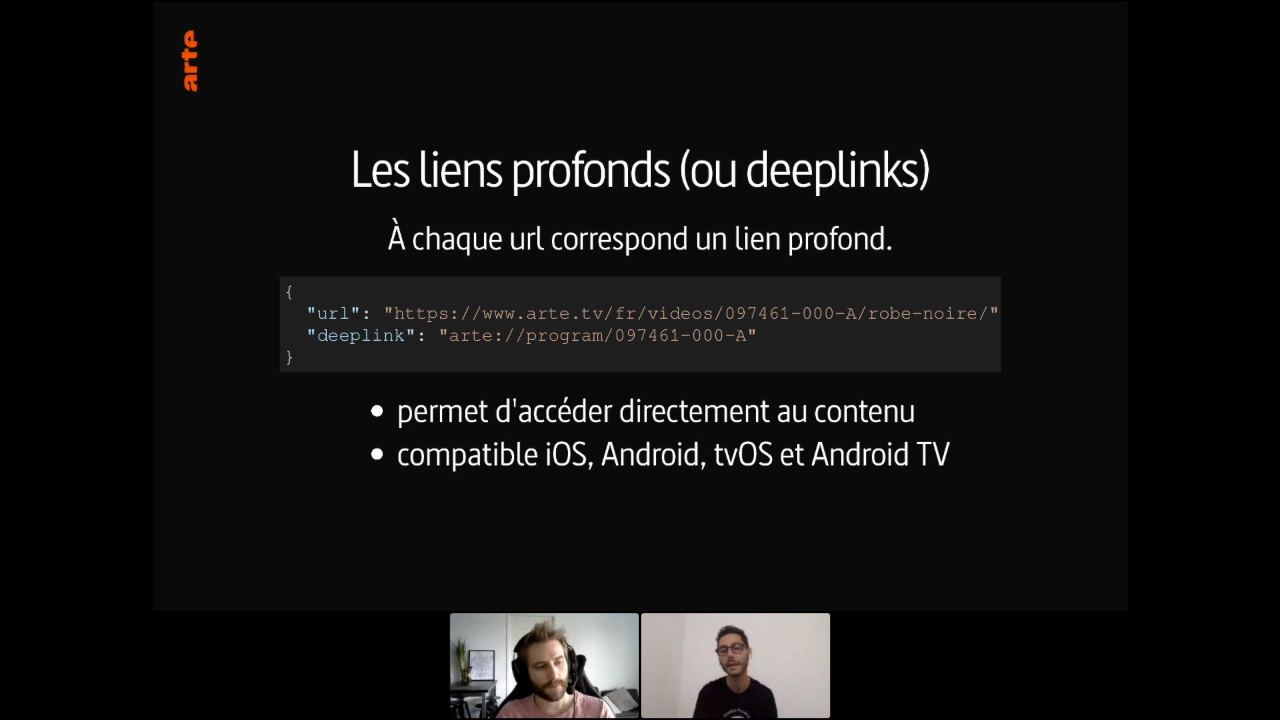 arte
Les liens profonds (ou deeplinks)
À chaque url correspond un lien profond.
{
"url": "https://www.arte.tv/fr/videos/097461-000-A/robe-noire/"
"deeplink": "arte://program/097461-000-A"
}
• permet d'accéder directement au contenu
• compatible iOS, Android, tvOS et Android TV